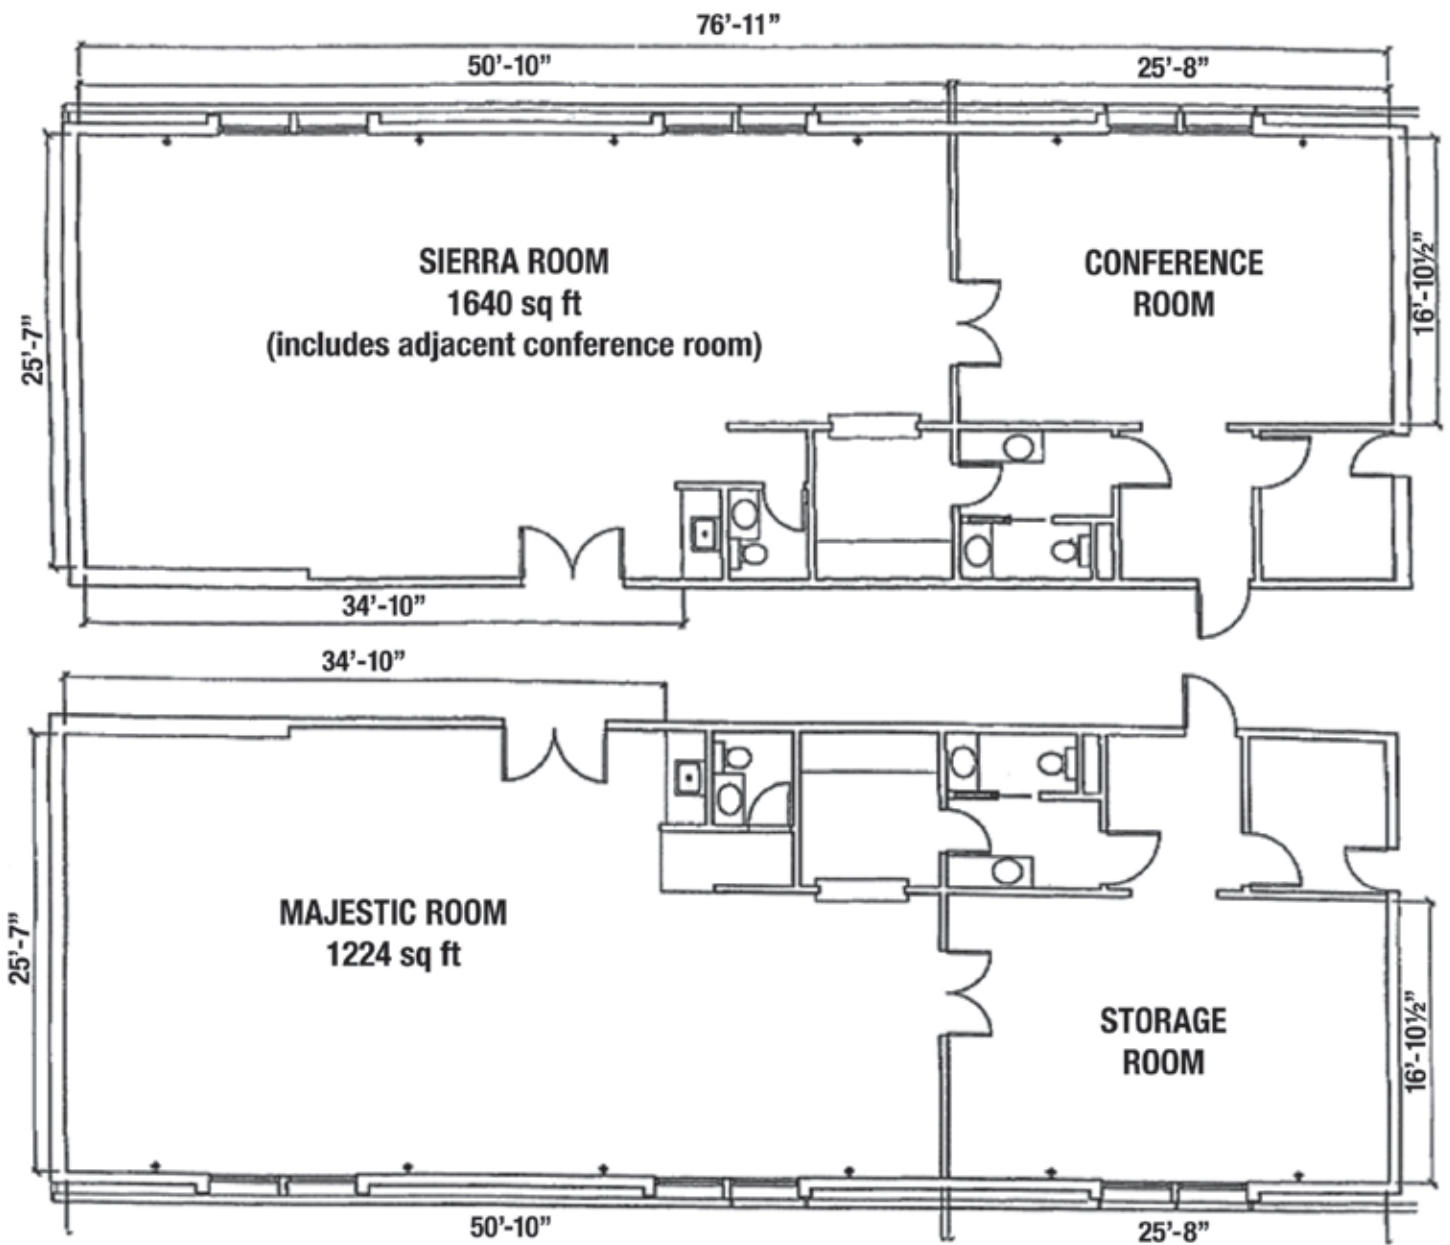 76’-11”
50’-10”
25’-8”
SIERRA ROOM
1640 sq ft
(includes adjacent conference room)
CONFERENCE
ROOM
25’-7”
16’-10½”
34’-10”
34’-10”
MAJESTIC ROOM
1224 sq ft
25’-7”
STORAGE
ROOM
16’-10½”
50’-10”
25’-8”